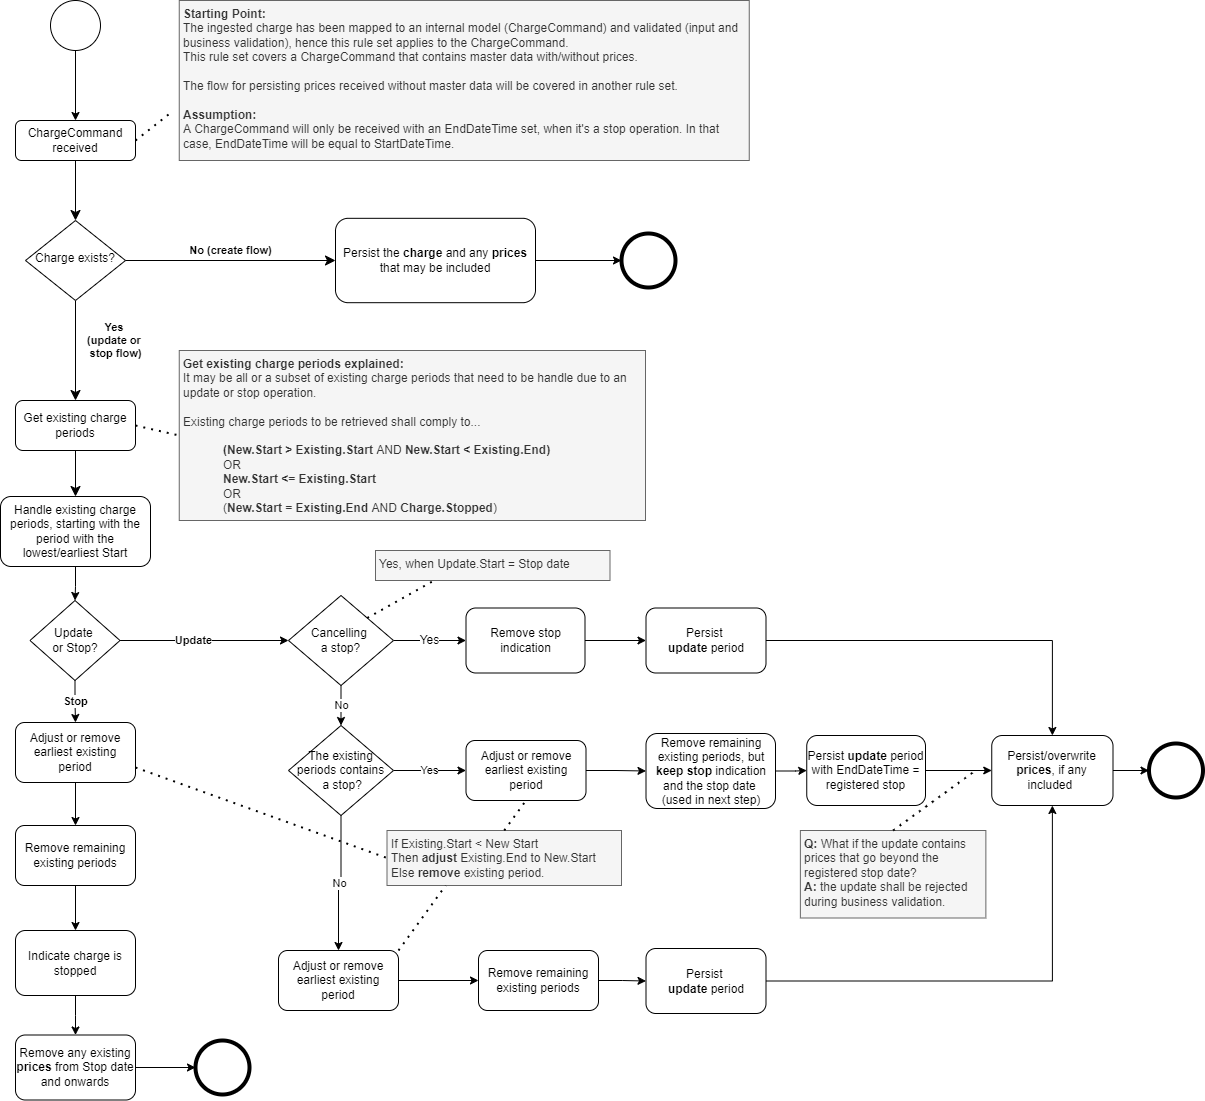 Starting Point:
The ingested charge has been mapped to an internal model (ChargeCommand) and validated (input and
business validation), hence this rule set applies to the ChargeCommand.
This rule set covers a ChargeCommand that contains master data with/without prices.
The flow for persisting prices received without master data will be covered in another rule set.
Assumption:
A ChargeCommand will only be received with an EndDateTime set, when it's a stop operation. In that
case, EndDateTime will be equal to StartDateTime.
ChargeCommand
received
Charge exists?
No (create flow)
Persist the charge and any prices
that may be included
Yes
(update or
stop flow)
Get existing charge periods explained:
It may be all or a subset of existing charge periods that need to be handle due to an
update or stop operation.
Existing charge periods to be retrieved shall comply to...
(New.Start > Existing.Start AND New.Start < Existing.End)
OR
New.Start <= Existing.Start
OR
(New.Start = Existing.End AND Charge.Stopped)
Get existing charge
periods
Handle existing charge
periods, starting with the
period with the
lowest/earliest Start
Yes, when Update.Start = Stop date
Update
or Stop?
Update
Cancelling
a stop?
Yes
Remove stop
indication
Persist
update period
Stop
No
Adjust or remove
earliest existing
period
The existing
periods contains
a stop?
Yes
Adjust or remove
earliest existing
period
Remove remaining
existing periods, but
keep stop indication
and the stop date
(used in next step)
Persist update period
with EndDateTime =
registered stop
Persist/overwrite
prices, if any
included
Remove remaining
existing periods
If Existing.Start < New Start
Then adjust Existing.End to New.Start
Else remove existing period.
Q: What if the update contains
prices that go beyond the
registered stop date?
A: the update shall be rejected
during business validation.
No
Indicate charge is
stopped
Adjust or remove
earliest existing
period
Remove remaining
existing periods
Persist
update period
Remove any existing
prices from Stop date
and onwards